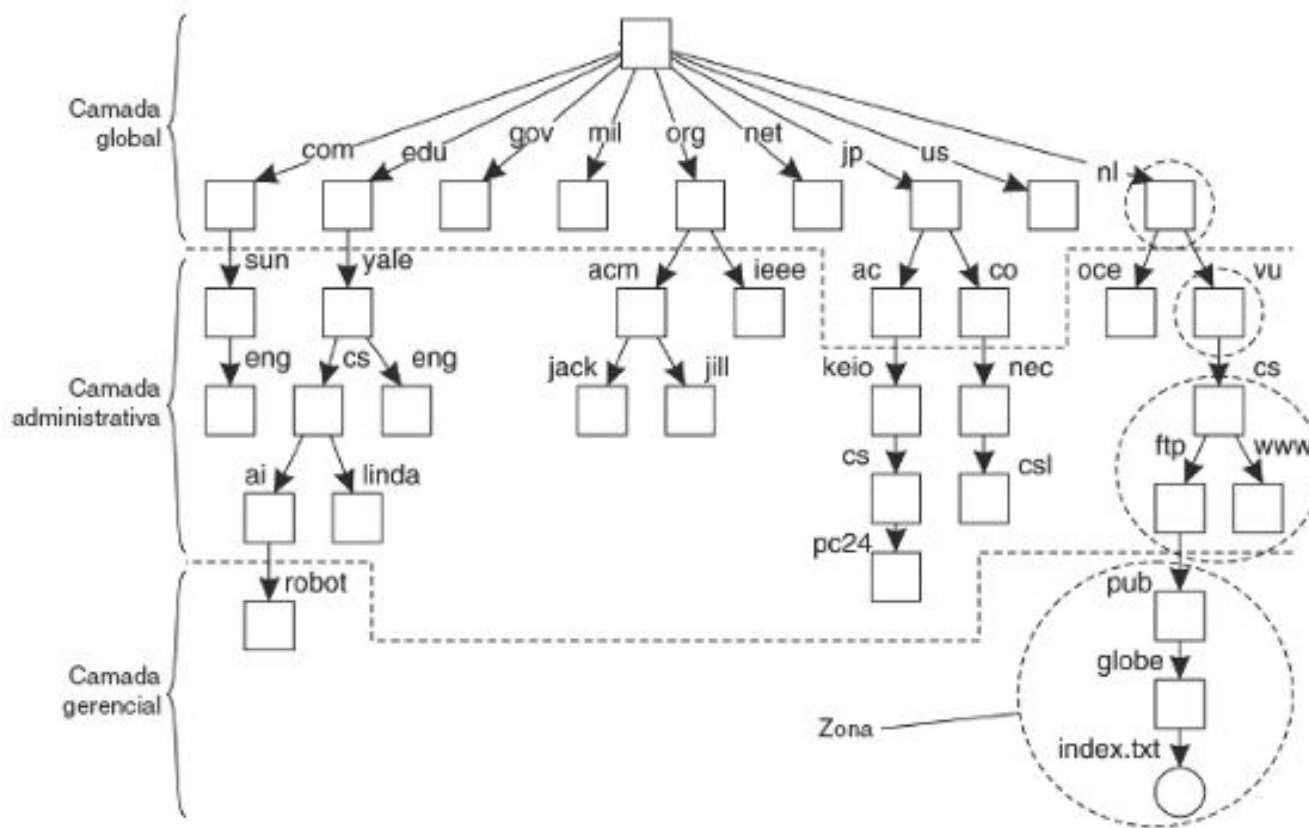 Camada
global
com
edu
gov
mil
org
net
jp
us
nl
sun
yale
acm
ieee
ac
co
oce
vu
Camada
administrativa
eng
cs
eng
jack
jill
keio
nec
cs
ai
linda
cs
csl
ftp
www
pc24
Camada
gerencial
robot
pub
globe
Zona
index.txt